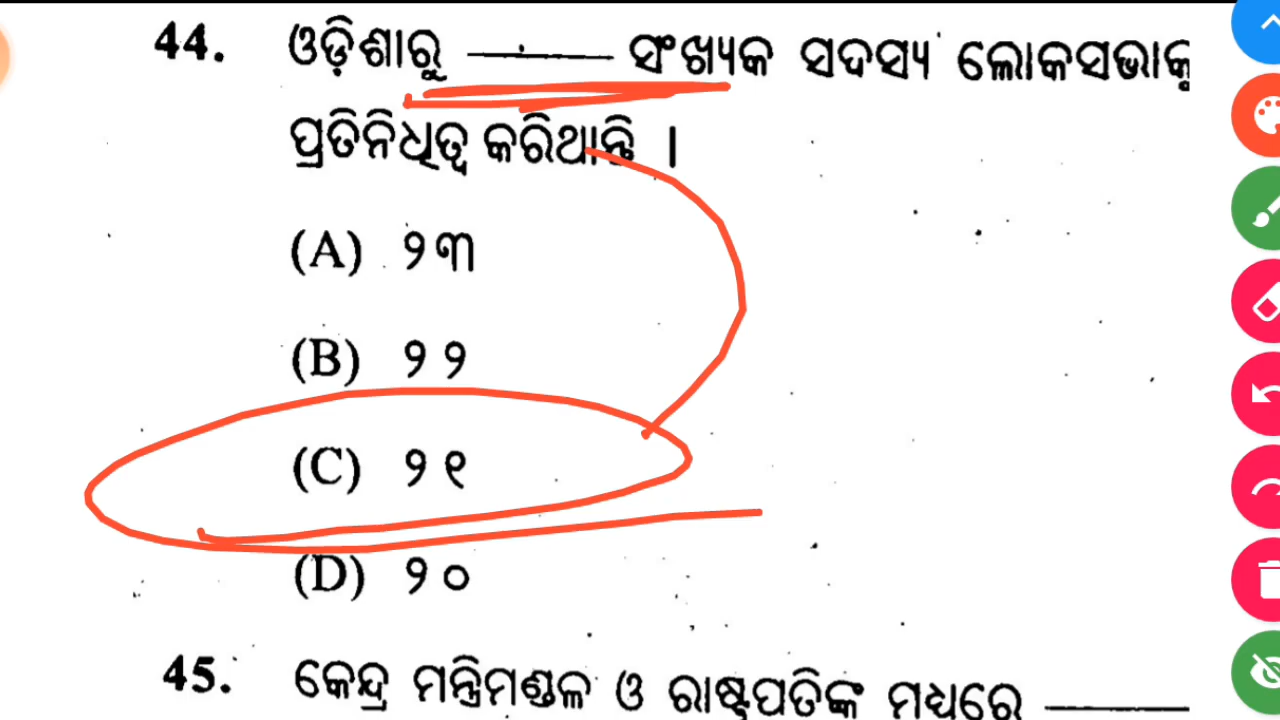 44. ଓଡ଼ିଶାରୁ ——— ସଂଖ୍ୟକ ସଦସ୍ୟ ଲୋକସଭାକୁ
ପ୍ରତିନିଧିତ୍ୱ କରିଥାନ୍ତି ।
(A) ୨୩
(B) ୨୨
(C) ୨୧
(D) ୨୦
45. କେନ୍ଦ୍ର ମନ୍ତ୍ରିମଣ୍ଡଳ ଓ ରାଷ୍ଟ୍ରପତିଙ୍କ ମଧ୍ୟରେ ———